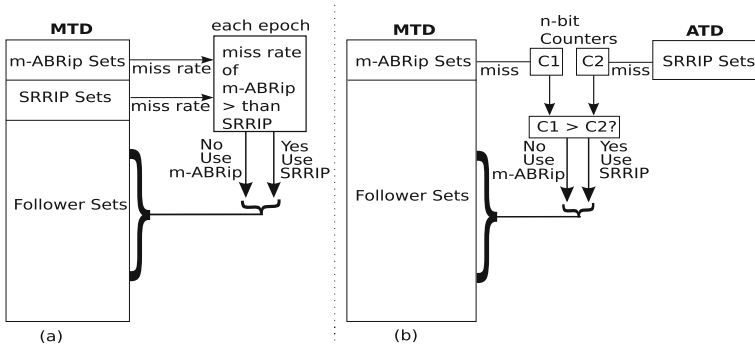 MTD
m-ABRip Sets
SRRIP Sets
Follower Sets
miss rate
miss rate
each epoch
miss rate
of
m-ABRip
> than
SRRIP
No
Use
m-ABRip
Yes
Use
SRRIP
(a)
MTD
m-ABRip Sets
Follower Sets
miss
n-bit
Counters
C1
C2
miss
ATD
SRRIP Sets
C1 > C2?
No
Use
m-ABRip
Yes
Use
SRRIP
(b)